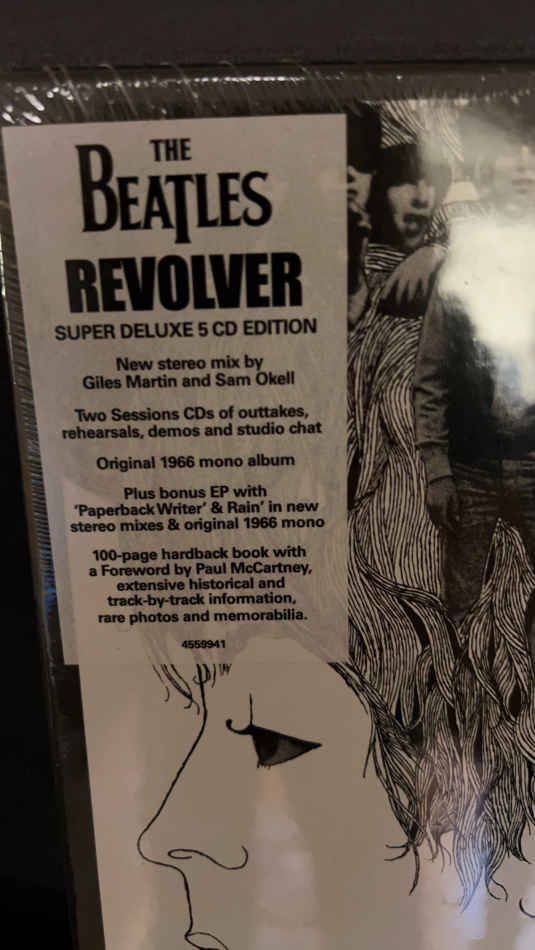 THE
BEATLES
REVOLVER
SUPER DELUXE 5 CD EDITION
New stereo mix by
Giles Martin and Sam Okell
Two Sessions CDs of outtakes,
rehearsals, demos and studio chat
Original 1966 mono album
Plus bonus EP with
‘Paperback Writer’ & Rain’ in new
stereo mixes & original 1966 mono
100-page hardback book with
a Foreword by Paul McCartney,
extensive historical and
track-by-track information,
rare photos and memorabilia.
4559941